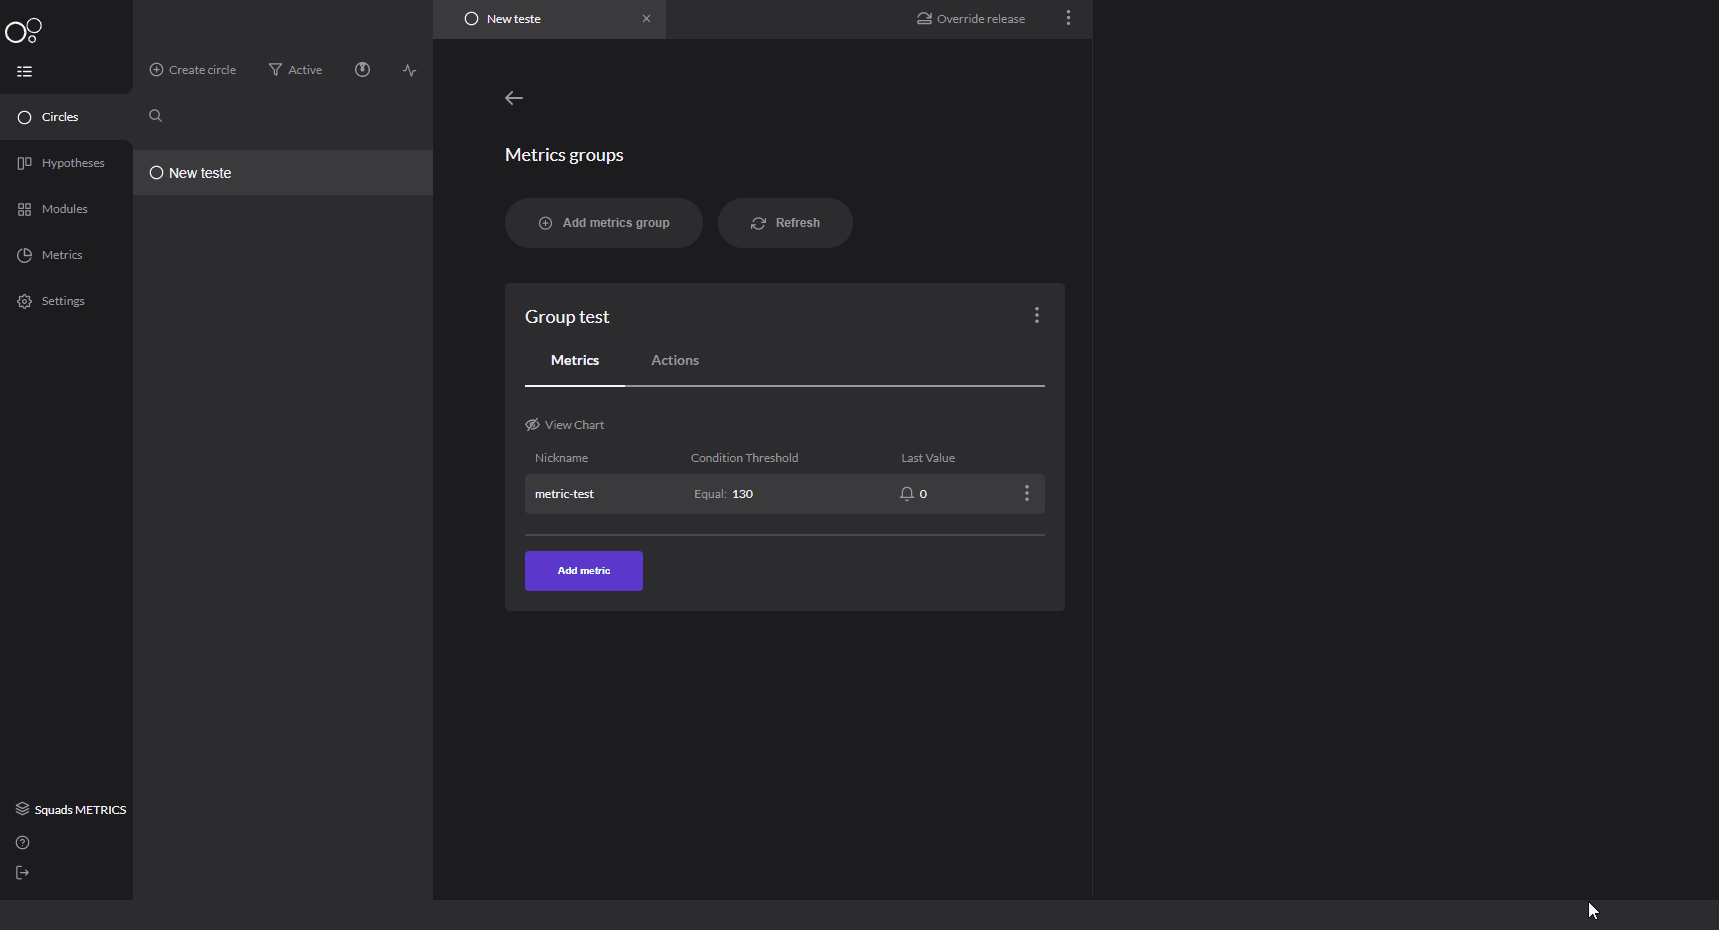 New teste
Override release
Create circle
Active
Circles
Hypotheses
Modules
Metrics
Settings
New teste
Metrics groups
Add metrics group
Refresh
Group test
Metrics
Actions
View Chart
Nickname
Condition Threshold
Last Value
metric-test
Equal: 130
0
Add metric
Squads METRICS